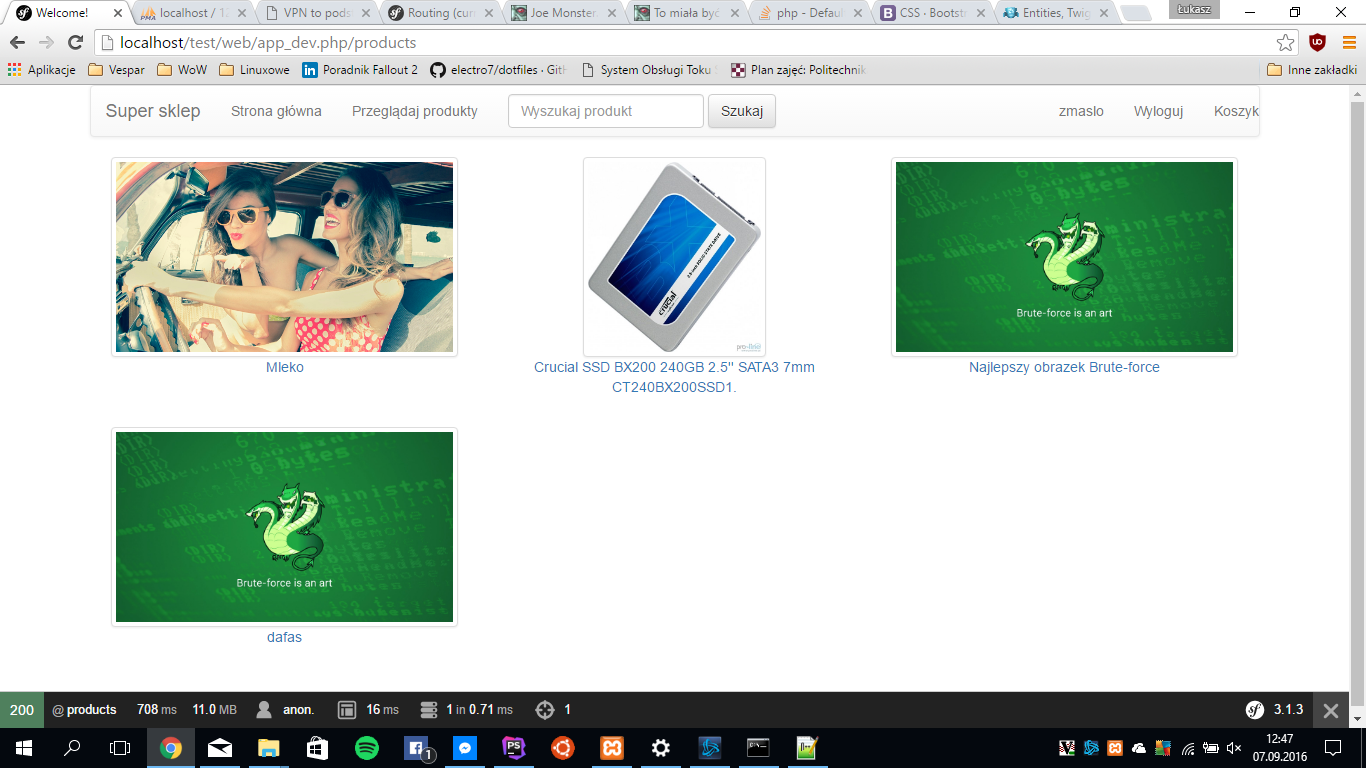 Welcome!
localhost / 12
VPN to pods
Routing (cur
Joe Monster
To miała być
php - Defaul
CSS · Bootst
Entities, Twig
Łukasz
localhost/test/web/app_dev.php/products
Aplikacje
Vespar
WoW
Linuxowe
Poradnik Fallout 2
electro7/dotfiles · Git
System Obsługi Toku
Plan zajęć: Politechnik
Inne zakładki
Super sklep
Strona główna
Przeglądaj produkty
Wyszukaj produkt
Szukaj
zmaslo
Wyloguj
Koszyk
crucial
Mleko
Crucial SSD BX200 240GB 2.5" SATA3 7mm
CT240BX200SSD1.
Brute-force is an art
Najlepszy obrazek Brute-force
Brute-force is an art
dafas
200
@ products
708 ms
11.0 MB
anon.
16 ms
1 in 0.71 ms
1
3.1.3
12:47
07.09.2016